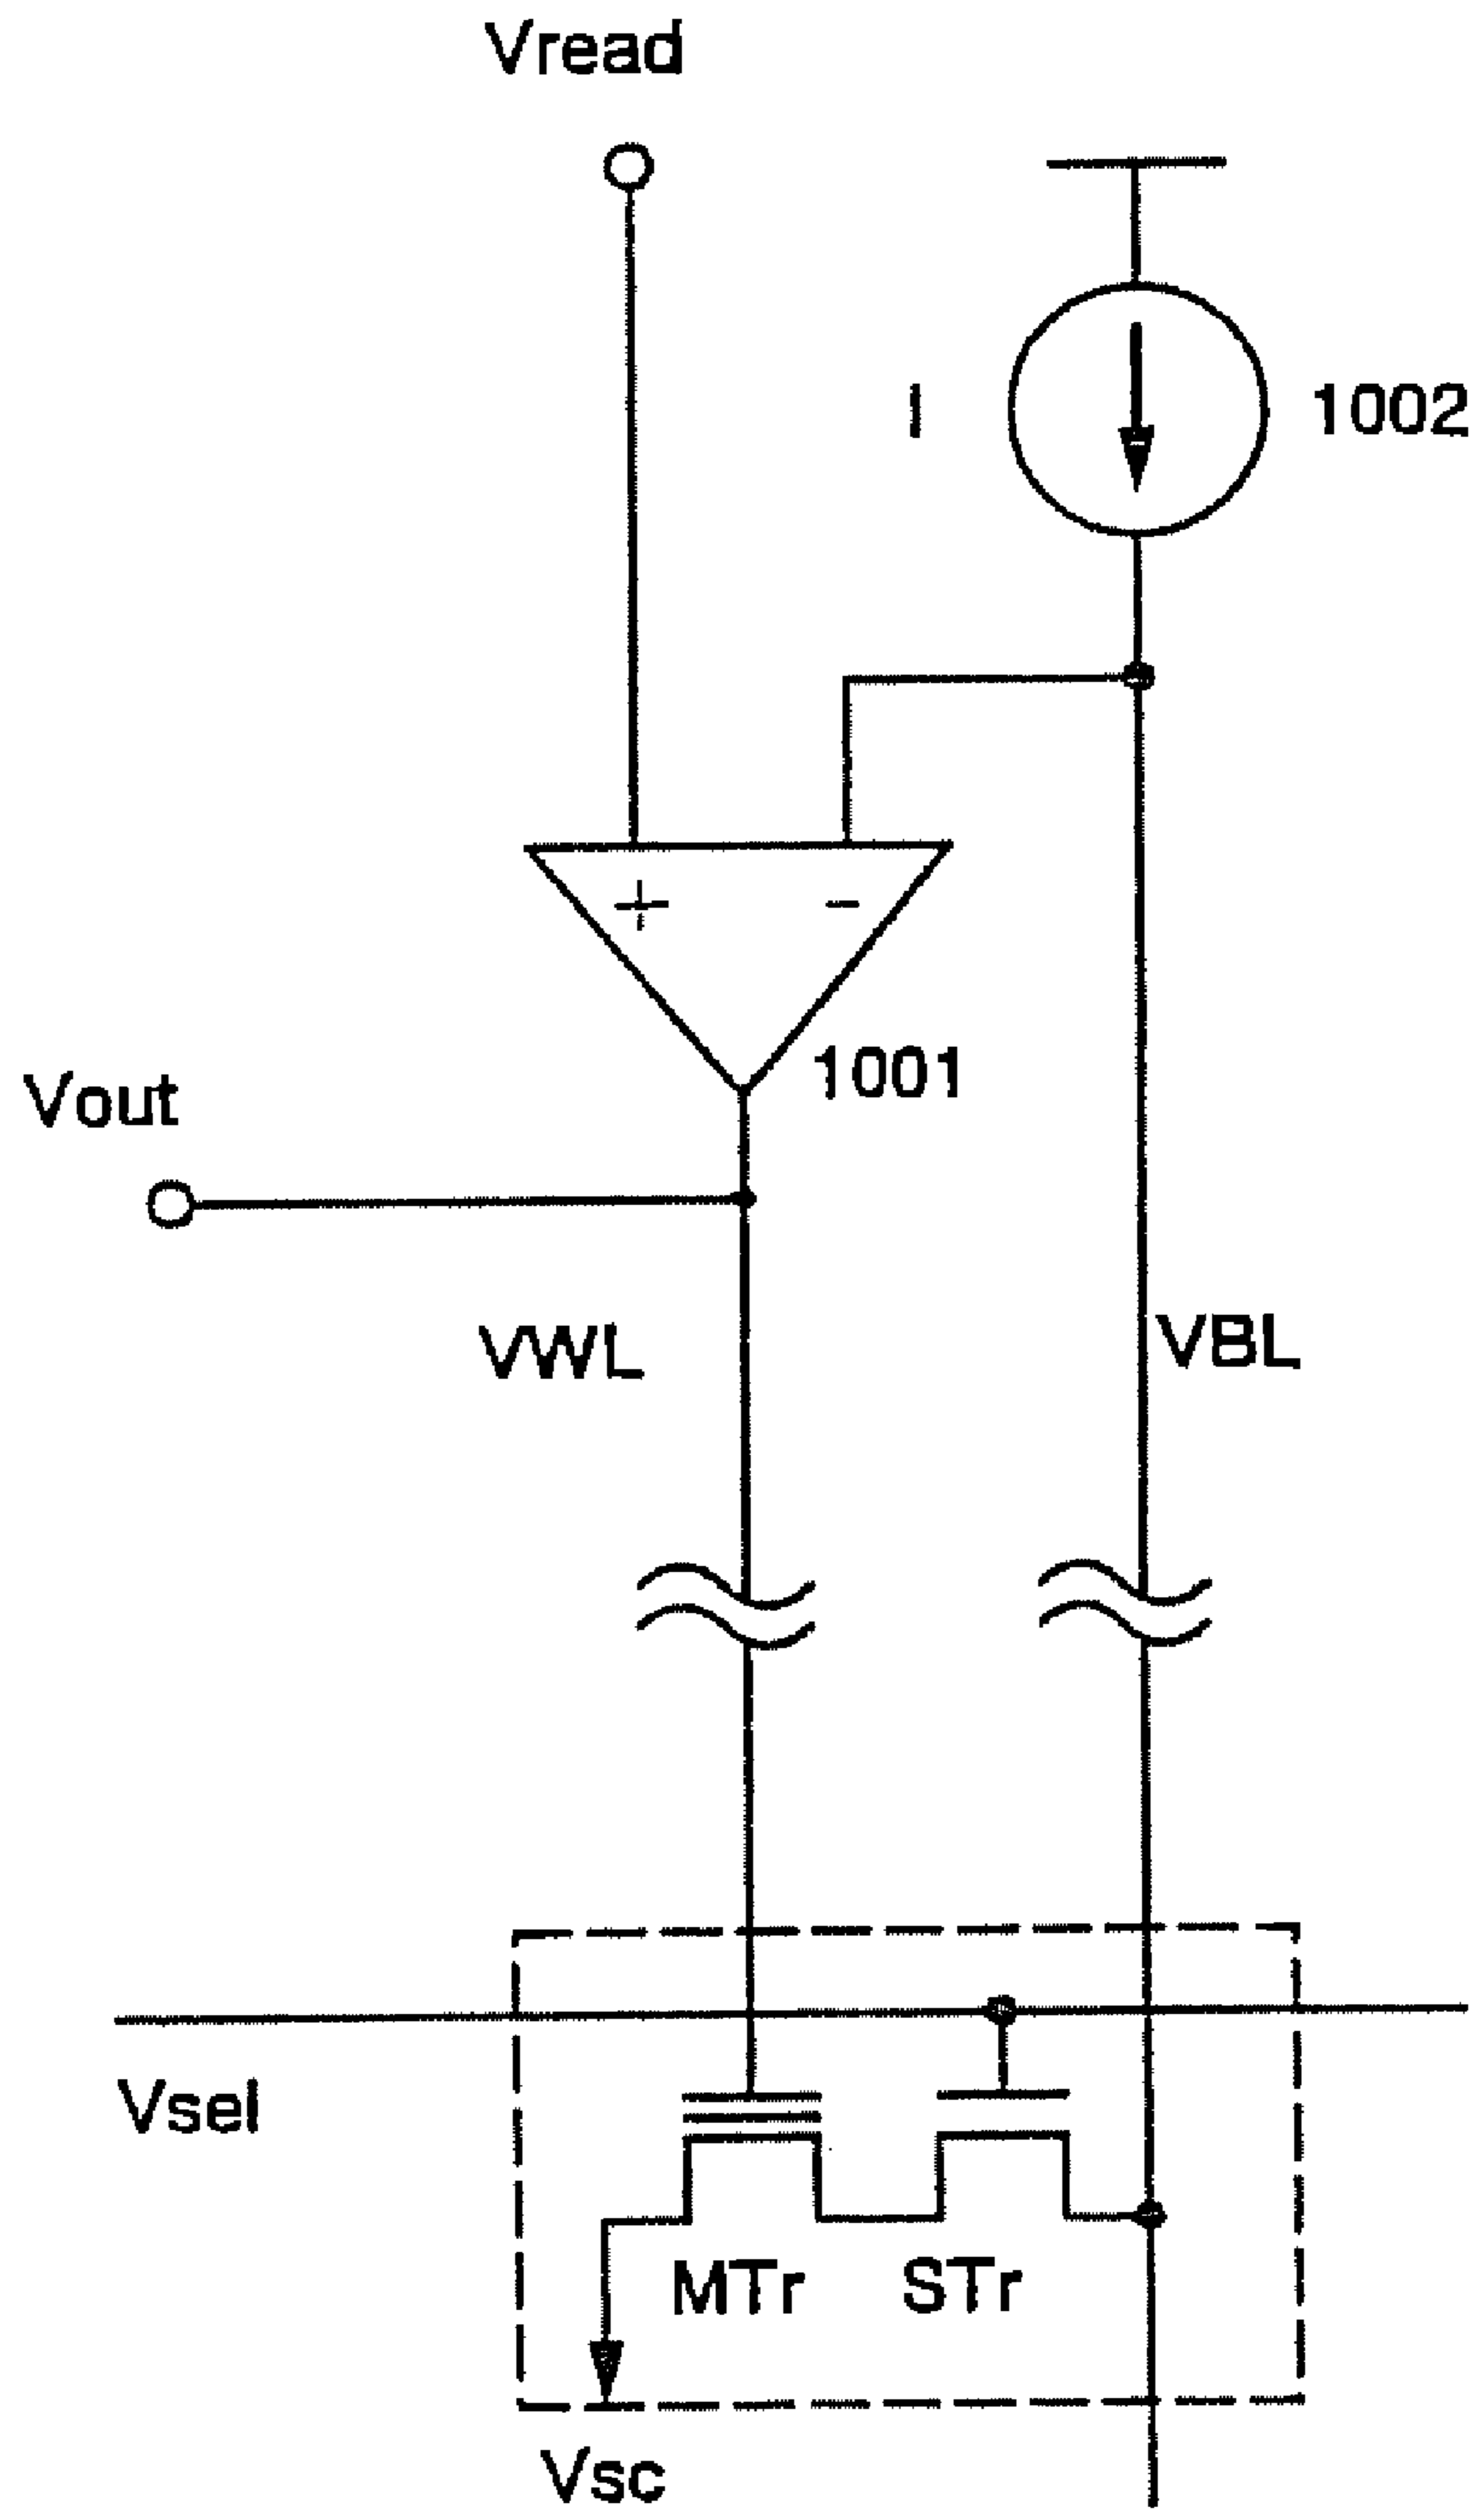 Vread
I
1002
+
-
1001
Vout
VWL
VBL
Vsel
MTr
STr
Vsc